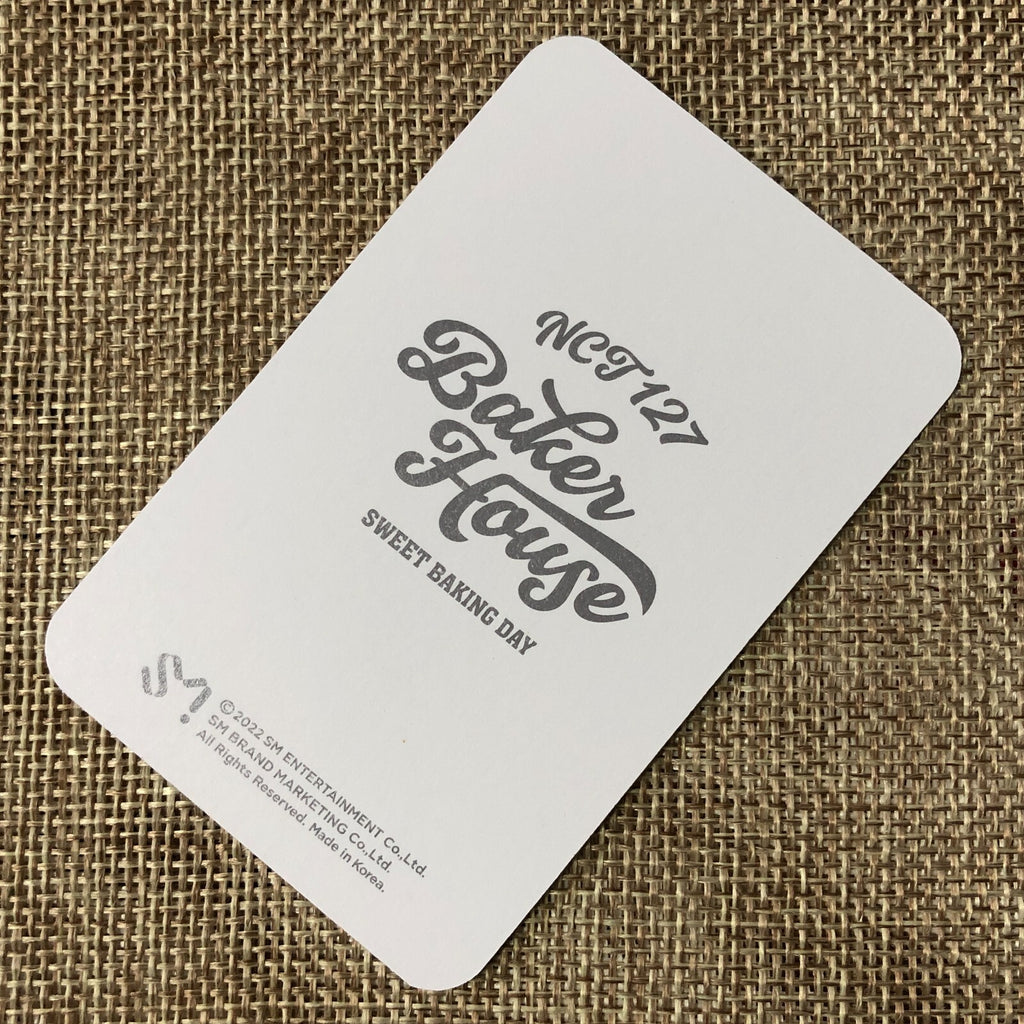 NCT 127
Baker
House
SWEET BAKING DAY
SM
© 2022 SM ENTERTAINMENT Co.,Ltd.
SM BRAND MARKETING Co.,Ltd.
All Rights Reserved. Made in Korea.